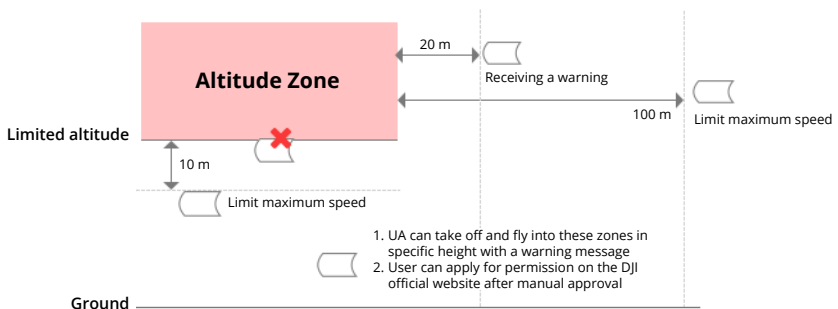 20 m
Receiving a warning
Altitude Zone
100 m
Limit maximum speed
Limited altitude
10 m
Limit maximum speed
1. UA can take off and fly into these zones in
specific height with a warning message
2. User can apply for permission on the DJI
official website after manual approval
Ground